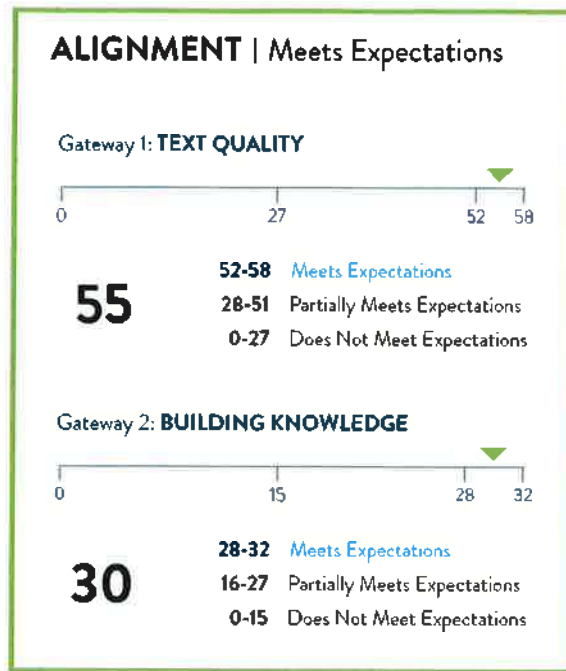 ALIGNMENT | Meets Expectations
Gateway 1: TEXT QUALITY
0 27 52 58
55
52-58 Meets Expectations
28-51 Partially Meets Expectations
0-27 Does Not Meet Expectations
Gateway 2: BUILDING KNOWLEDGE
0 15 28 32
30
28-32 Meets Expectations
16-27 Partially Meets Expectations
0-15 Does Not Meet Expectations